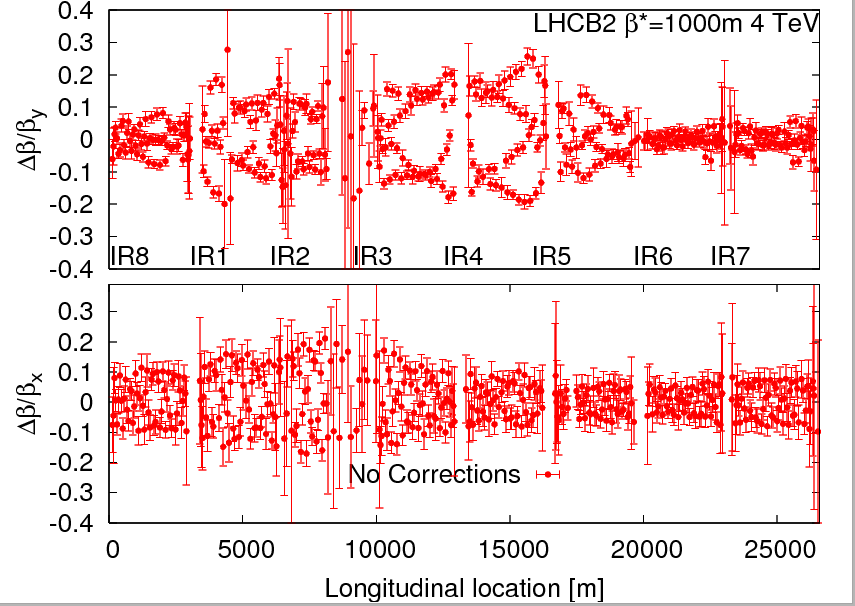 LHCB2 β*=1000m 4 TeV
0.4
0.3
0.2
0.1
0
-0.1
-0.2
-0.3
-0.4
Δβ/βy
IR8 IR1 IR2 IR3 IR4 IR5 IR6 IR7
0.3
0.2
0.1
0
-0.1
-0.2
-0.3
-0.4
Δβ/βx
No Corrections
0 5000 10000 15000 20000 25000
Longitudinal location [m]